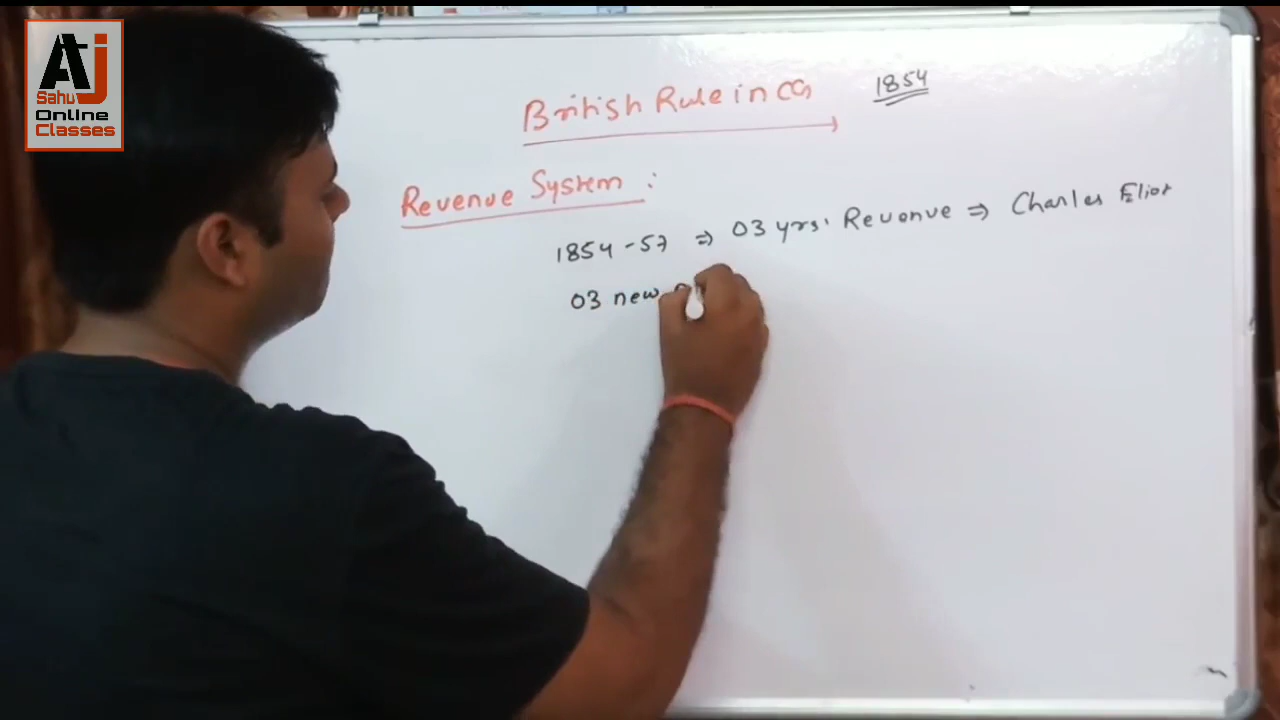 AJ
Sahu
Online
Classes
British Rule in CG 1854
Revenue System :
1854-57 ⇒ 03 yrs. Revenue ⇒ Charles Eliot
03 new